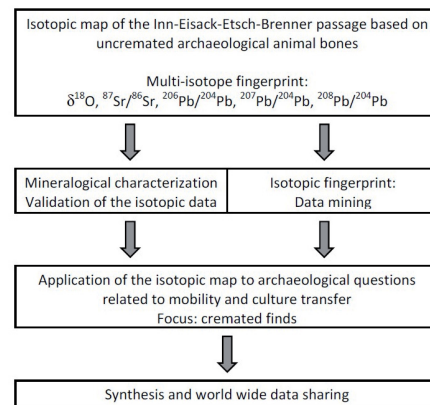 Isotopic map of the Inn-Eisack-Etsch-Brenner passage based on
uncremated archaeological animal bones
Multi-isotope fingerprint:
δ¹⁸O, ⁸⁷Sr/⁸⁶Sr, ²⁰⁶Pb/²⁰⁴Pb, ²⁰⁷Pb/²⁰⁴Pb, ²⁰⁸Pb/²⁰⁴Pb
Mineralogical characterization
Validation of the isotopic data
Isotopic fingerprint:
Data mining
Application of the isotopic map to archaeological questions
related to mobility and culture transfer
Focus: cremated finds
Synthesis and world wide data sharing